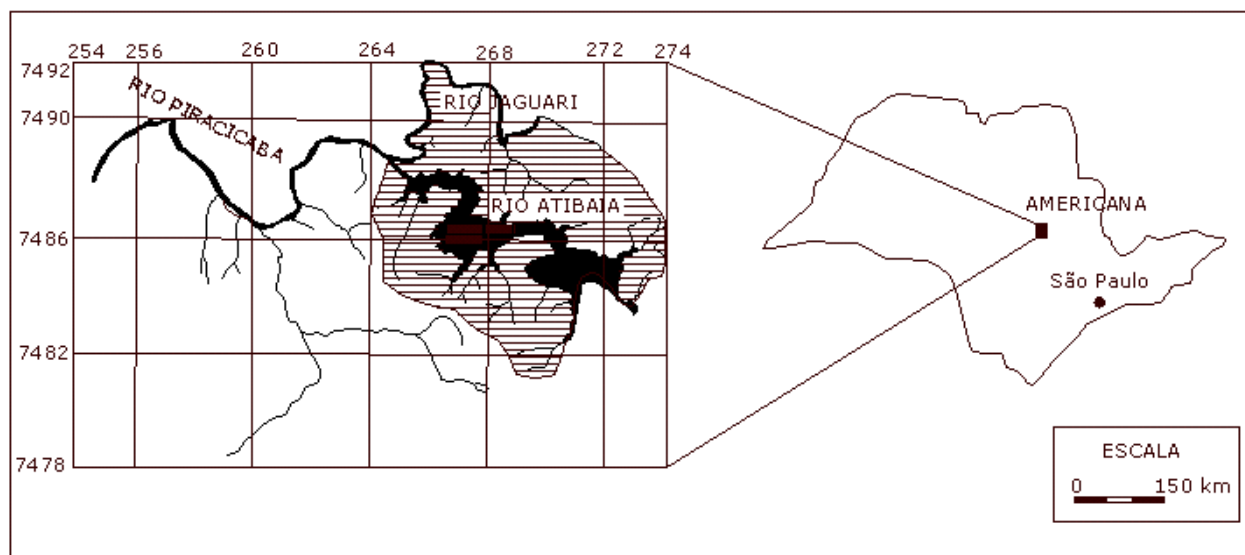 254 256 260 264 268 272 274
7492
7490
7486
7482
7478
RIO PIRACICABA
RIO JAGUARI
RIO ATIBAIA
AMERICANA
São Paulo
ESCALA
0 150 km